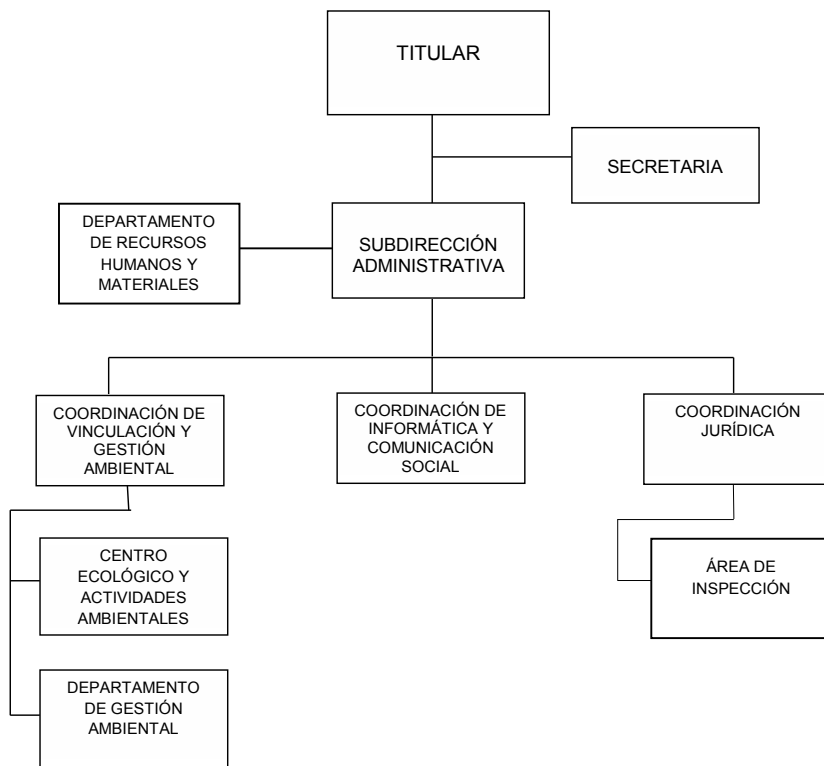 TITULAR
SECRETARIA
DEPARTAMENTO
DE RECURSOS
HUMANOS Y
MATERIALES
SUBDIRECCIÓN
ADMINISTRATIVA
COORDINACIÓN DE
VINCULACIÓN Y
GESTIÓN
AMBIENTAL
COORDINACIÓN DE
INFORMÁTICA Y
COMUNICACIÓN
SOCIAL
COORDINACIÓN
JURÍDICA
CENTRO
ECOLÓGICO Y
ACTIVIDADES
AMBIENTALES
ÁREA DE
INSPECCIÓN
DEPARTAMENTO
DE GESTIÓN
AMBIENTAL